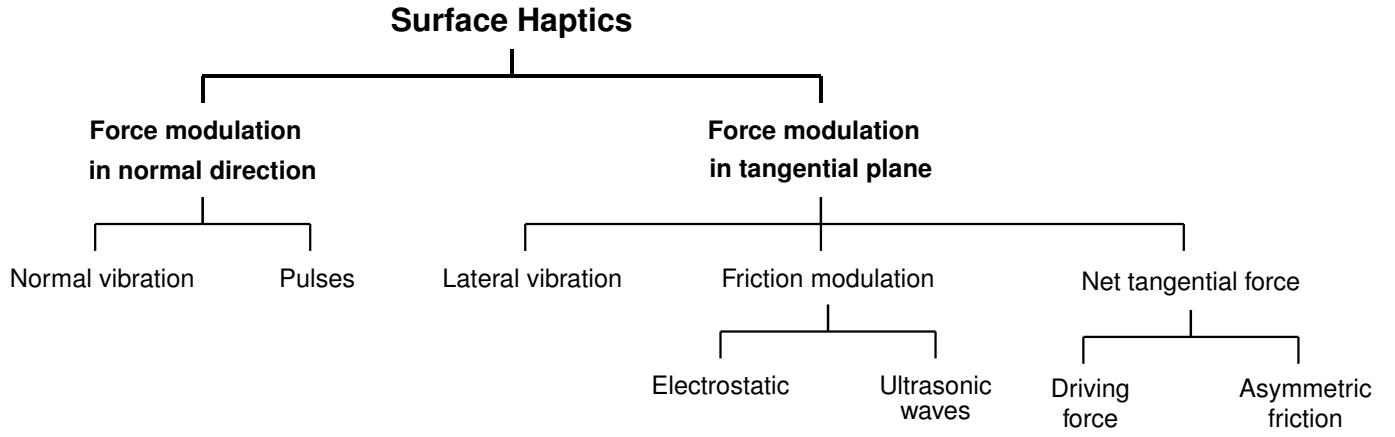 Surface Haptics
Force modulation
in normal direction
Force modulation
in tangential plane
Normal vibration
Pulses
Lateral vibration
Friction modulation
Net tangential force
Electrostatic
Ultrasonic
waves
Driving
force
Asymmetric
friction